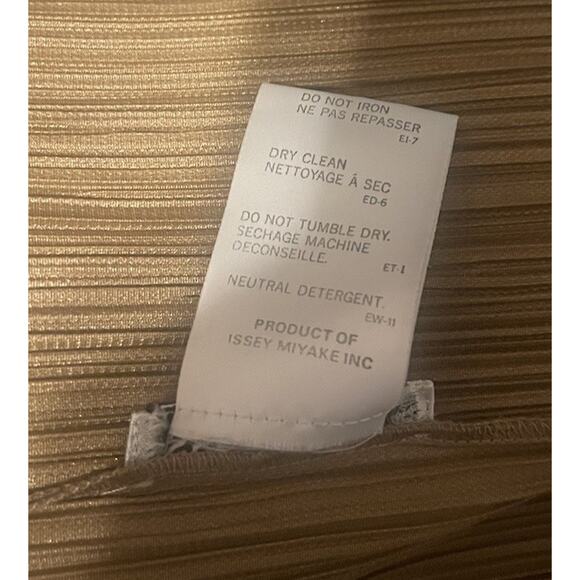 DO NOT IRON
NE PAS REPASSER
EI-7
DRY CLEAN
NETTOYAGE Â SEC
ED-6
DO NOT TUMBLE DRY.
SECHAGE MACHINE
DECONSEILLE.
ET-1
NEUTRAL DETERGENT.
EW-11
PRODUCT OF
ISSEY MIYAKE INC